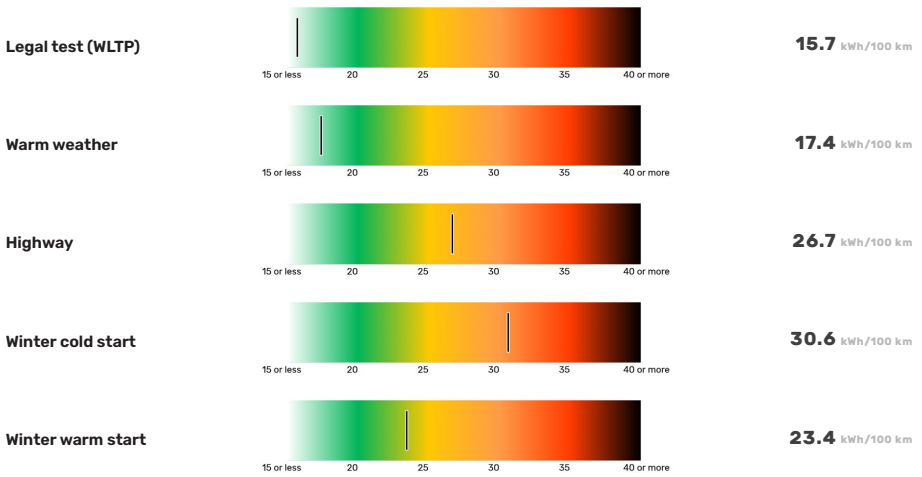 Legal test (WLTP)
15.7 kWh/100 km
15 or less 20 25 30 35 40 or more
Warm weather
17.4 kWh/100 km
15 or less 20 25 30 35 40 or more
Highway
26.7 kWh/100 km
15 or less 20 25 30 35 40 or more
Winter cold start
30.6 kWh/100 km
15 or less 20 25 30 35 40 or more
Winter warm start
23.4 kWh/100 km
15 or less 20 25 30 35 40 or more